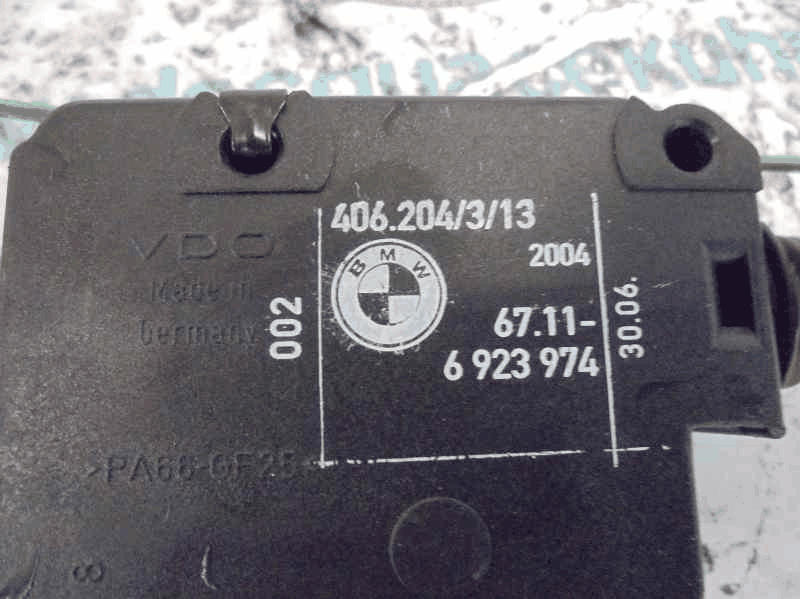 406.204/3/13
2004
BMW
VDO
Made in
Germany
002
67.11-
6 923 974
30.06.
>PA66-GF25
8